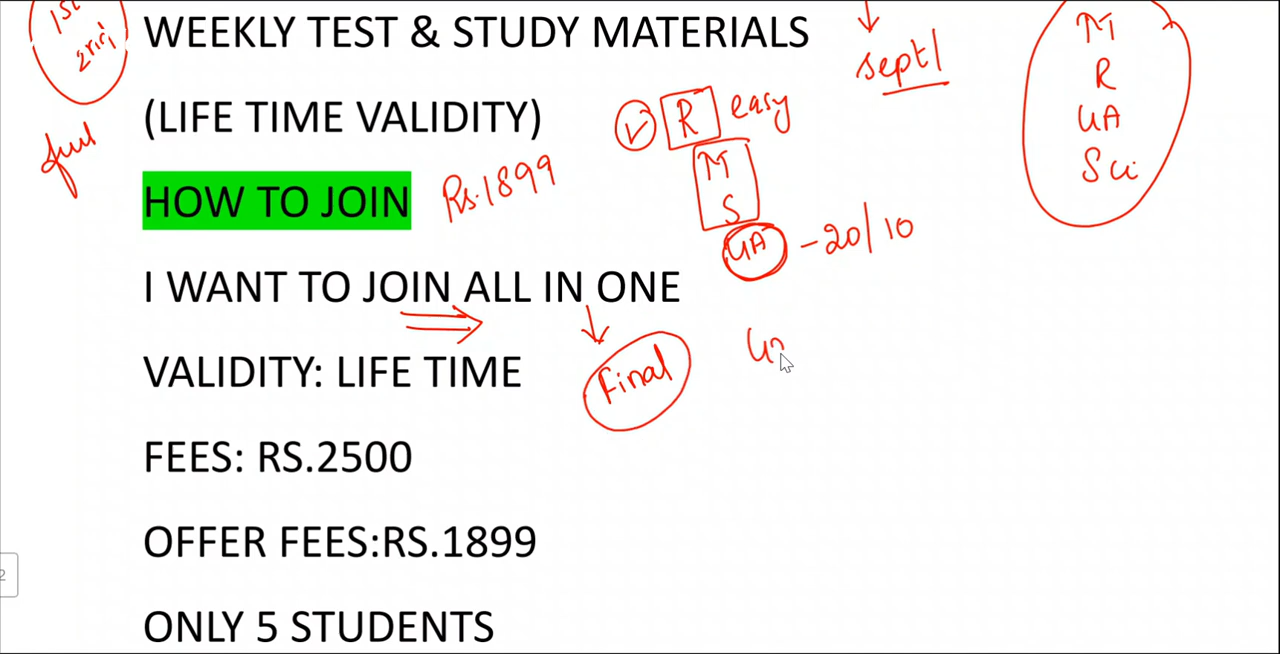 1st
WEEKLY TEST & STUDY MATERIALS
sept1
M
R
UA
Sci
(LIFE TIME VALIDITY)
R easy
M
S
UA - 20/10
HOW TO JOIN Rs.1899
I WANT TO JOIN ALL IN ONE
VALIDITY: LIFE TIME
Final
FEES: RS.2500
OFFER FEES:RS.1899
ONLY 5 STUDENTS
2